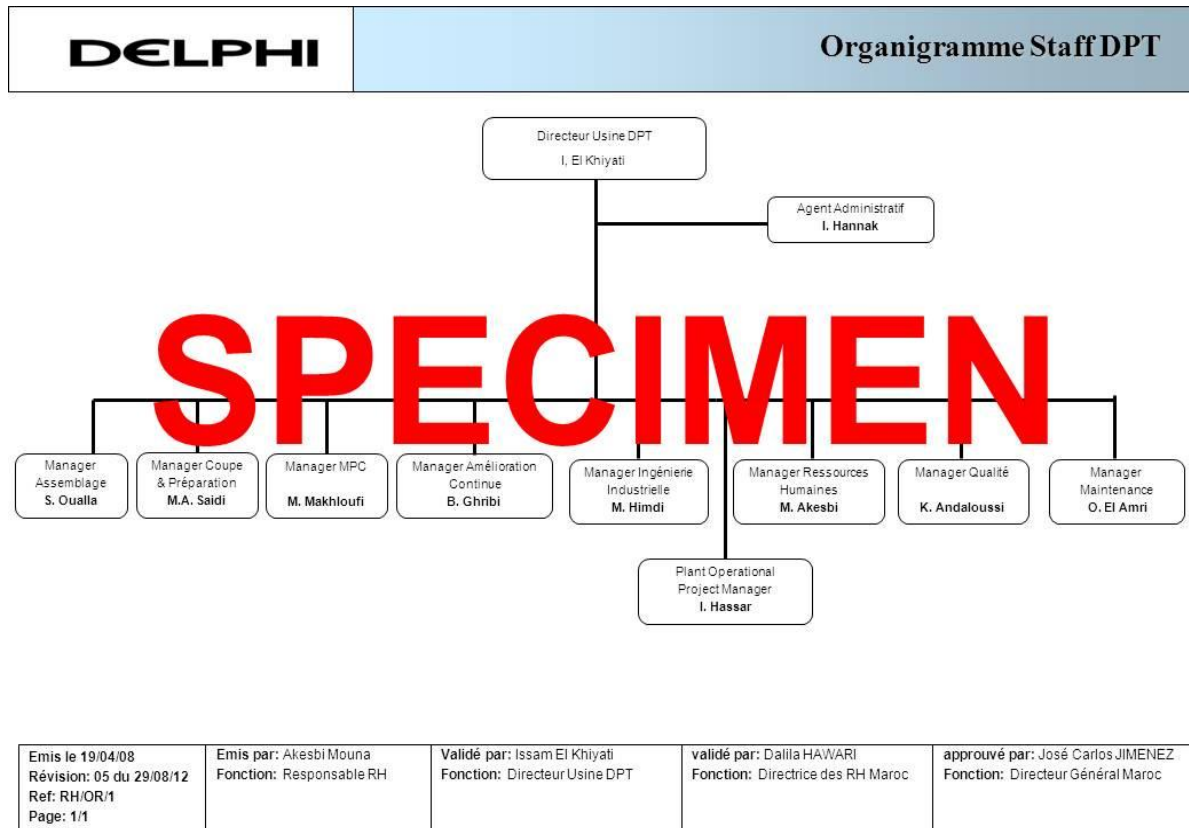 DELPHI
Organigramme Staff DPT
Directeur Usine DPT
I, El Khiyati
Agent Administratif
I. Hannak
SPECIMEN
Manager
Assemblage
S. Oualla
Manager Coupe
& Préparation
M.A. Saidi
Manager MPC
M. Makhloufi
Manager Amélioration
Continue
B. Ghribi
Manager Ingénierie
Industrielle
M. Himdi
Manager Ressources
Humaines
M. Akesbi
Manager Qualité
K. Andaloussi
Manager
Maintenance
O. El Amri
Plant Operational
Project Manager
I. Hassar
Emis le 19/04/08
Révision: 05 du 29/08/12
Ref: RH/OR/1
Page: 1/1
Emis par: Akesbi Mouna
Fonction: Responsable RH
Validé par: Issam El Khiyati
Fonction: Directeur Usine DPT
validé par: Dalila HAWARI
Fonction: Directrice des RH Maroc
approuvé par: José Carlos JIMENEZ
Fonction: Directeur Général Maroc